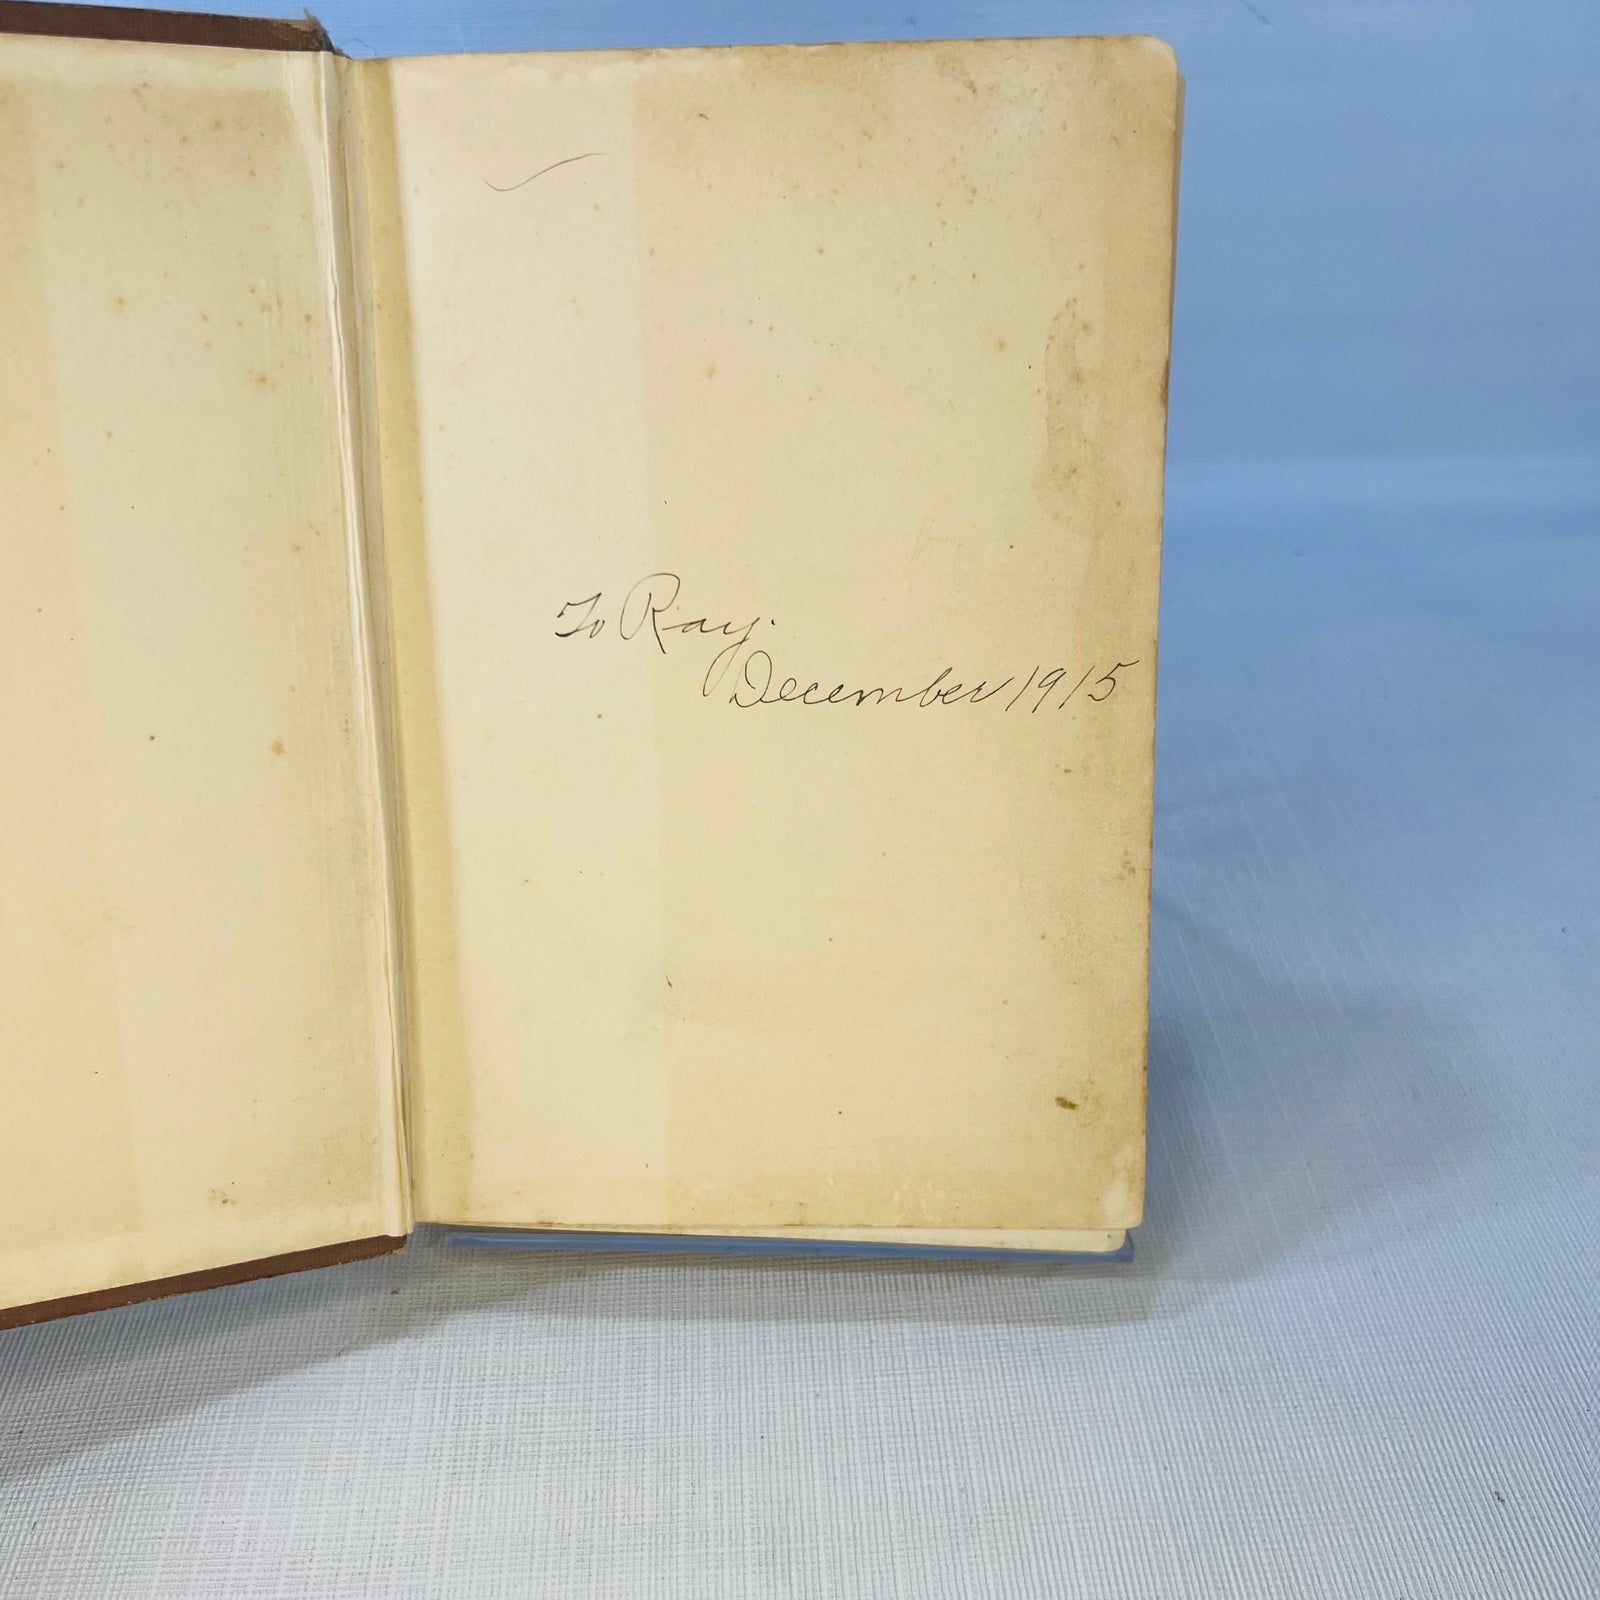 To Ray.
December 1915